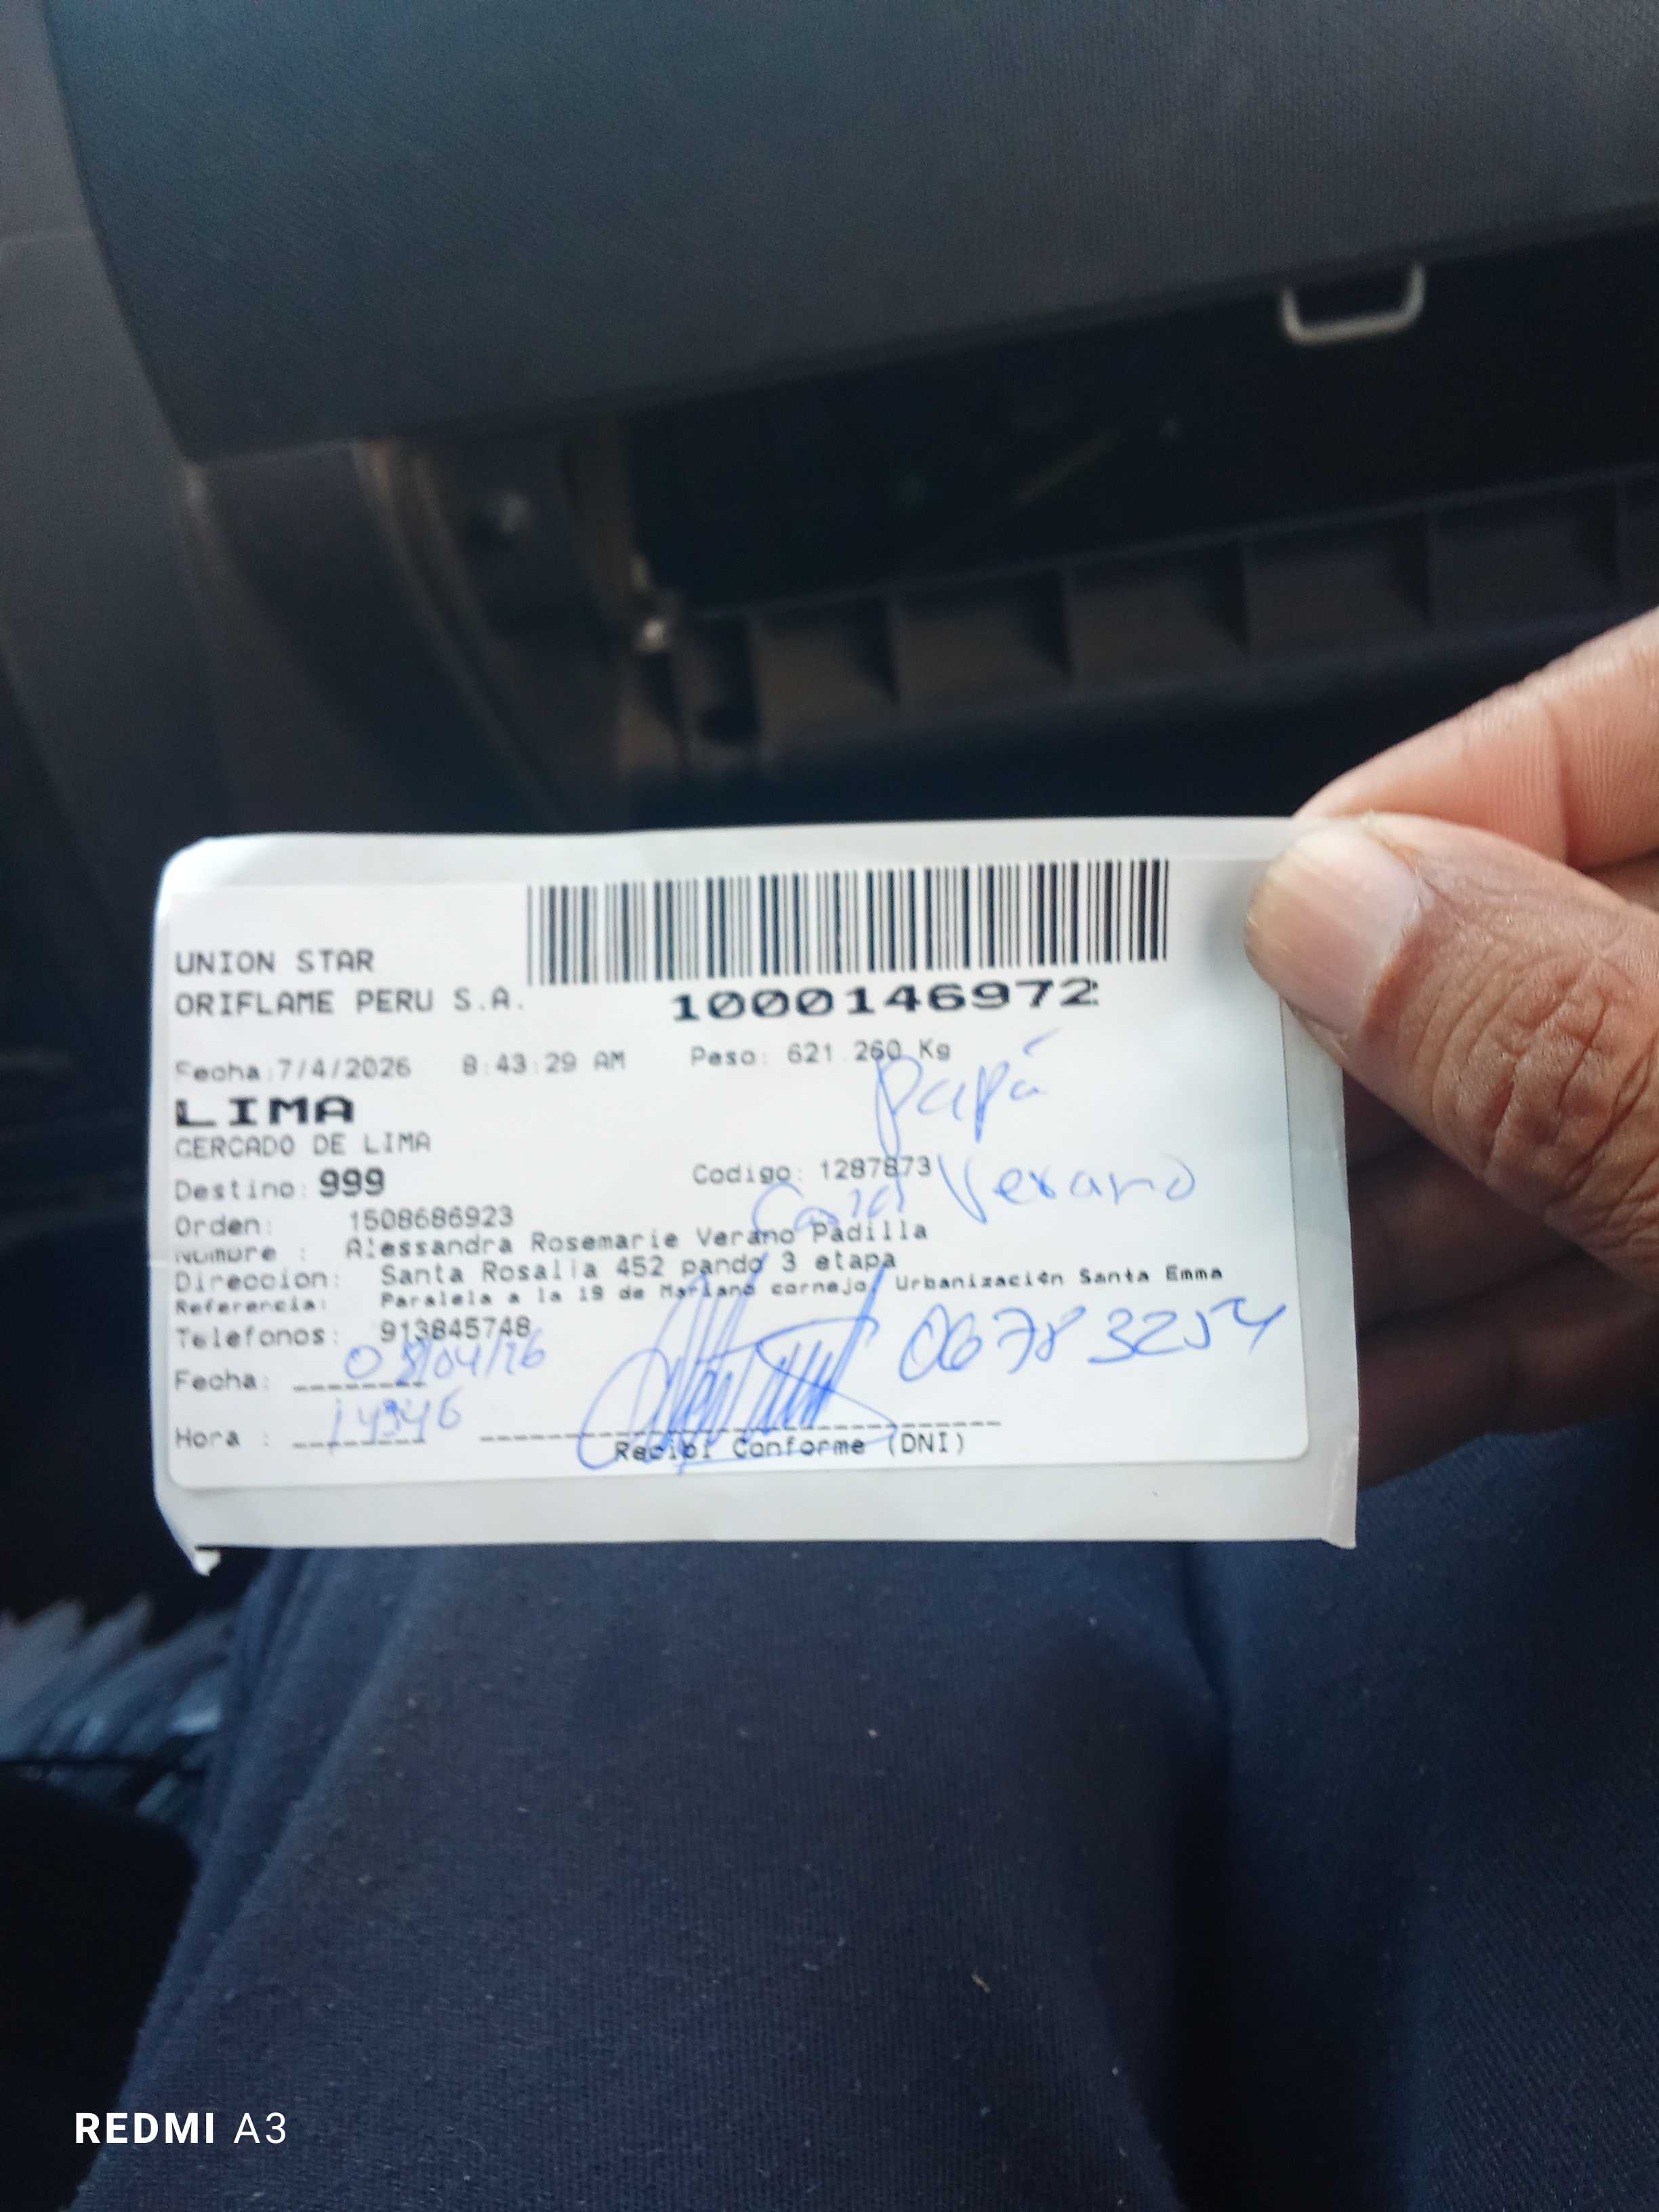 UNION STAR
ORIFLAME PERU S.A.
1000146972
Fecha:7/4/2026 8:43:29 AM Peso: 621.260 Kg
Papá
LIMA
CERCADO DE LIMA
Destino: 999 Codigo: 1287873
Verano
Orden: 1508686923
Nombre : Alessandra Rosemarie Verano Padilla
Direccion: Santa Rosalia 452 pando 3 etapa
Referencia: Paralela a la 19 de Mariano cornejo, Urbanización Santa Emma
Telefonos: 913845748
06783254
Fecha: 08/04/26
Hora :
Recibi Conforme (DNI)
REDMI A3